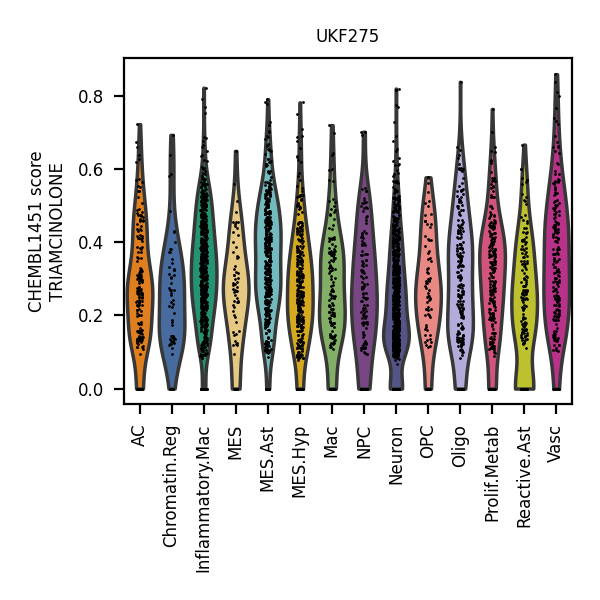 UKF275
CHEMBL1451 score
TRIAMCINOLONE
0.8
0.6
0.4
0.2
0.0
AC
Chromatin.Reg
Inflammatory.Mac
MES
MES.Ast
MES.Hyp
Mac
NPC
Neuron
OPC
Oligo
Prolif.Metab
Reactive.Ast
Vasc